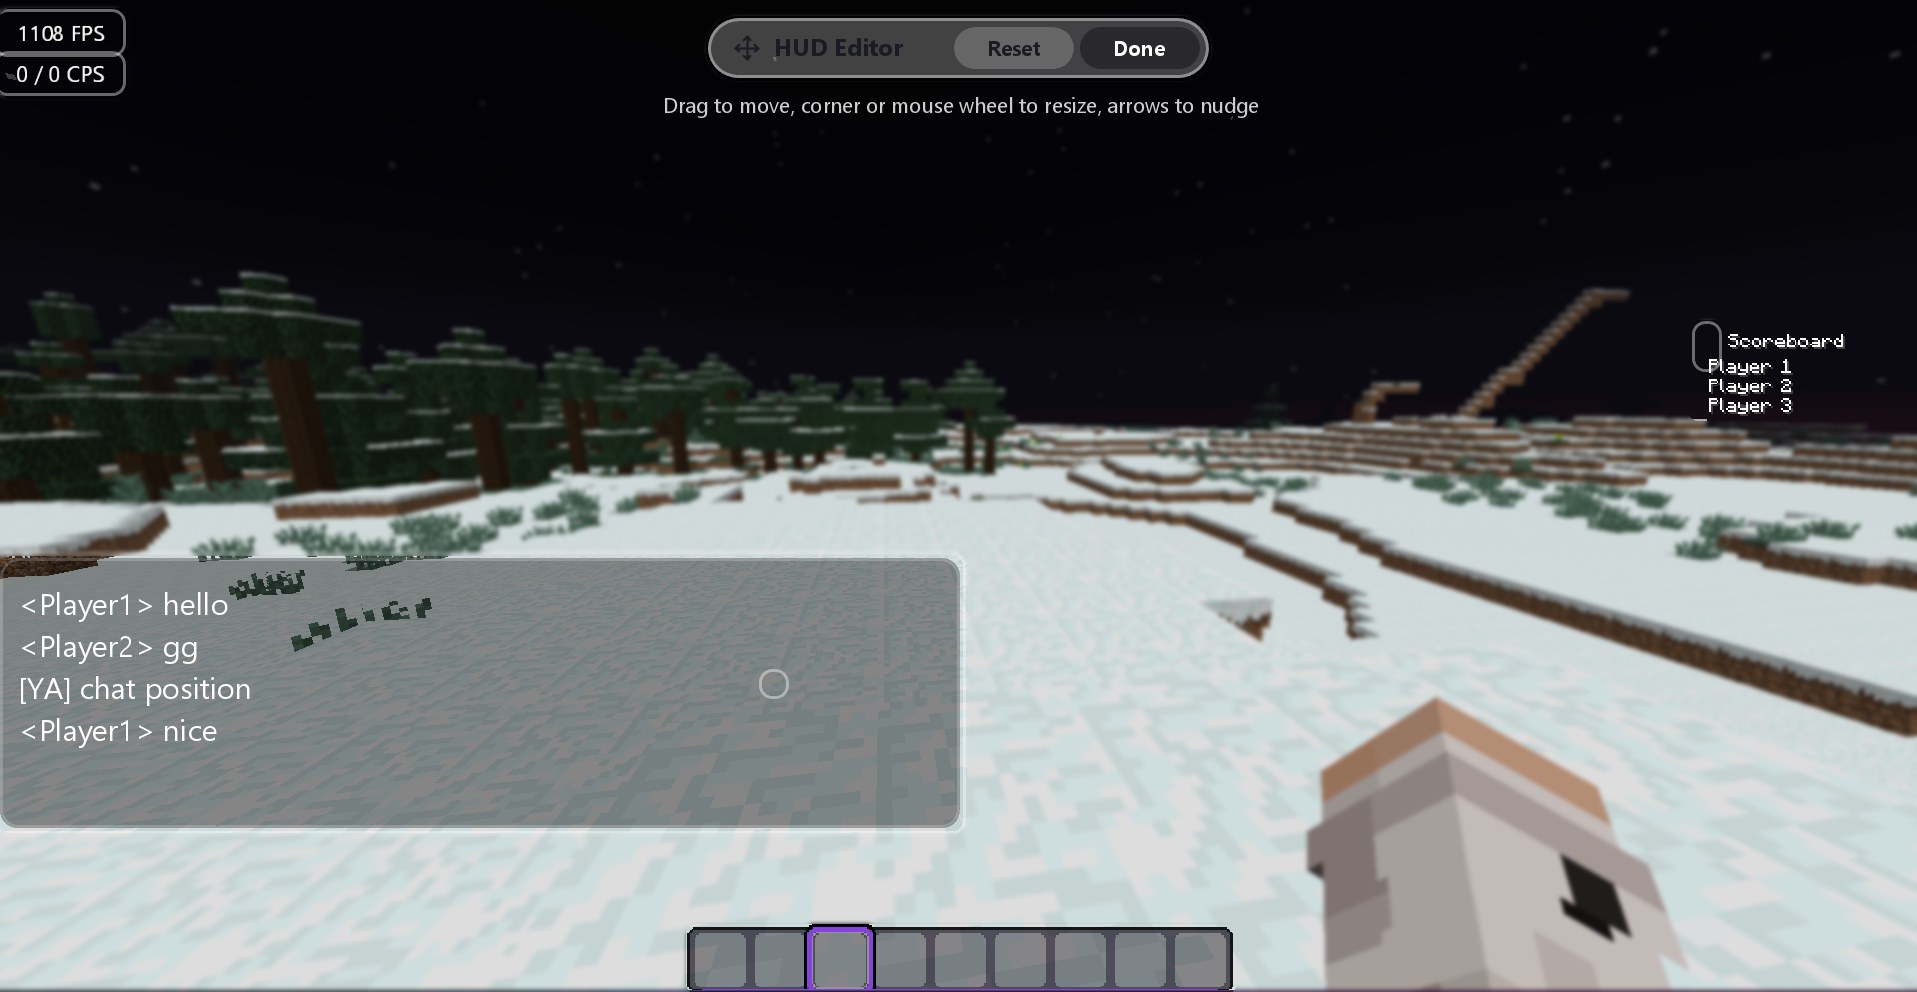 1108 FPS
0 / 0 CPS
HUD Editor
Reset
Done
Drag to move, corner or mouse wheel to resize, arrows to nudge
Scoreboard
Player 1
Player 2
Player 3
<Player1> hello
<Player2> gg
[YA] chat position
<Player1> nice